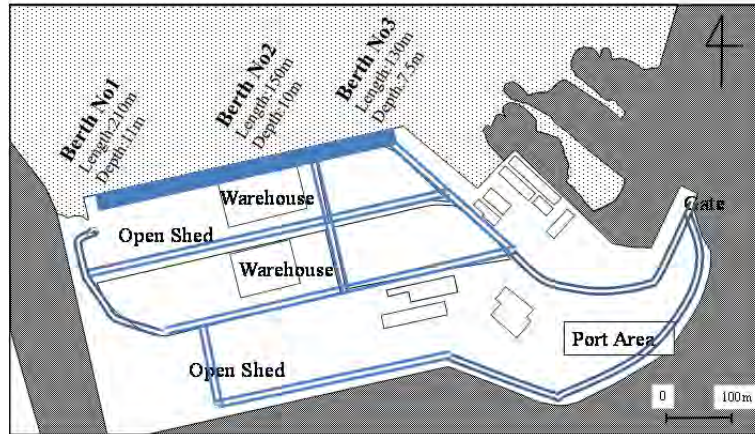 Berth No1
Length:210m
Depth:11m
Berth No2
Length:150m
Depth:10m
Berth No3
Length:130m
Depth:7.5m
4
Warehouse
Gate
Open Shed
Warehouse
Port Area
Open Shed
0
100m